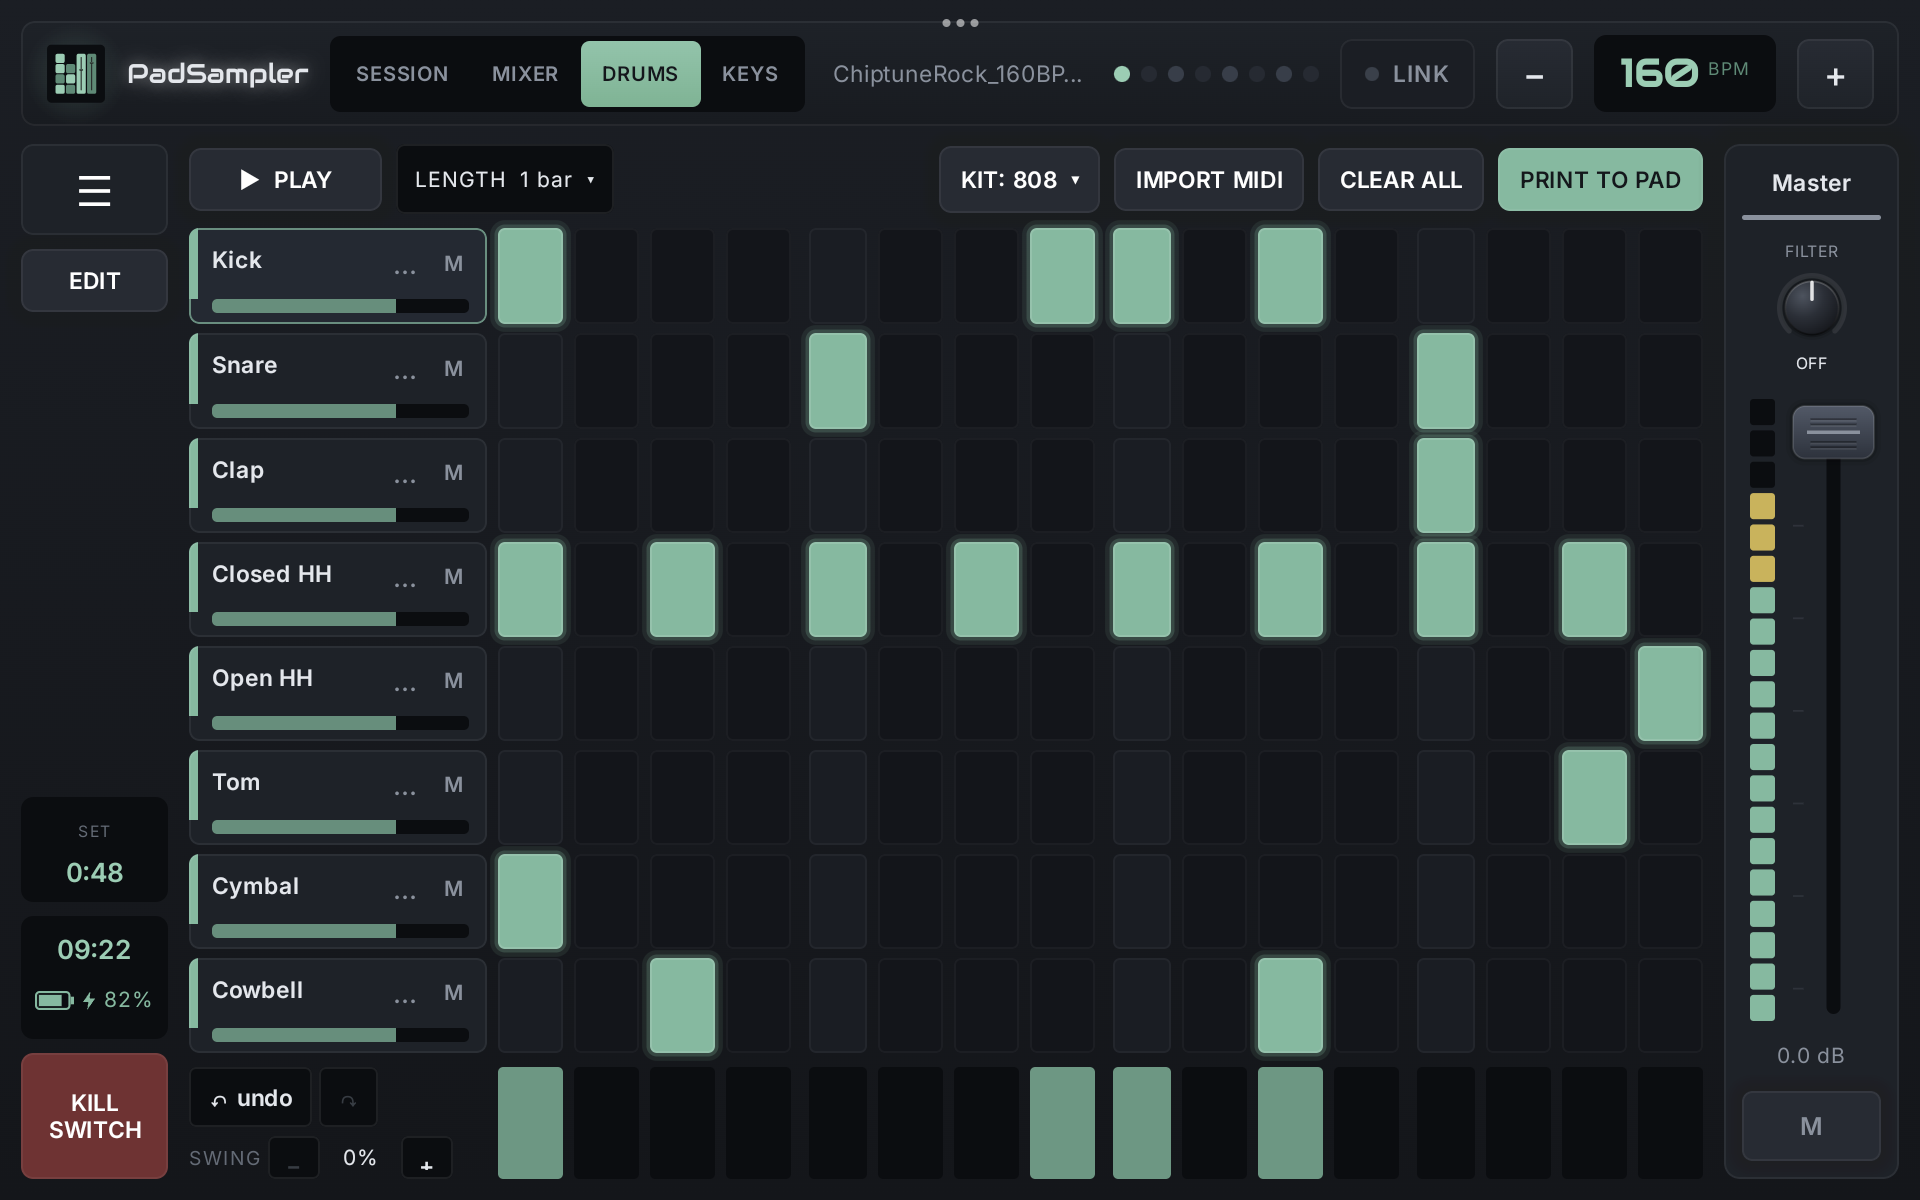 PadSampler
SESSION
MIXER
DRUMS
KEYS
ChiptuneRock_160BP...
LINK
−
160 BPM
+
EDIT
PLAY
LENGTH 1 bar
KIT: 808
IMPORT MIDI
CLEAR ALL
PRINT TO PAD
Master
FILTER
OFF
Kick ... M
Snare ... M
Clap ... M
Closed HH ... M
Open HH ... M
Tom ... M
Cymbal ... M
Cowbell ... M
SET
0:48
09:22
82%
KILL
SWITCH
undo
SWING − 0% +
0.0 dB
M